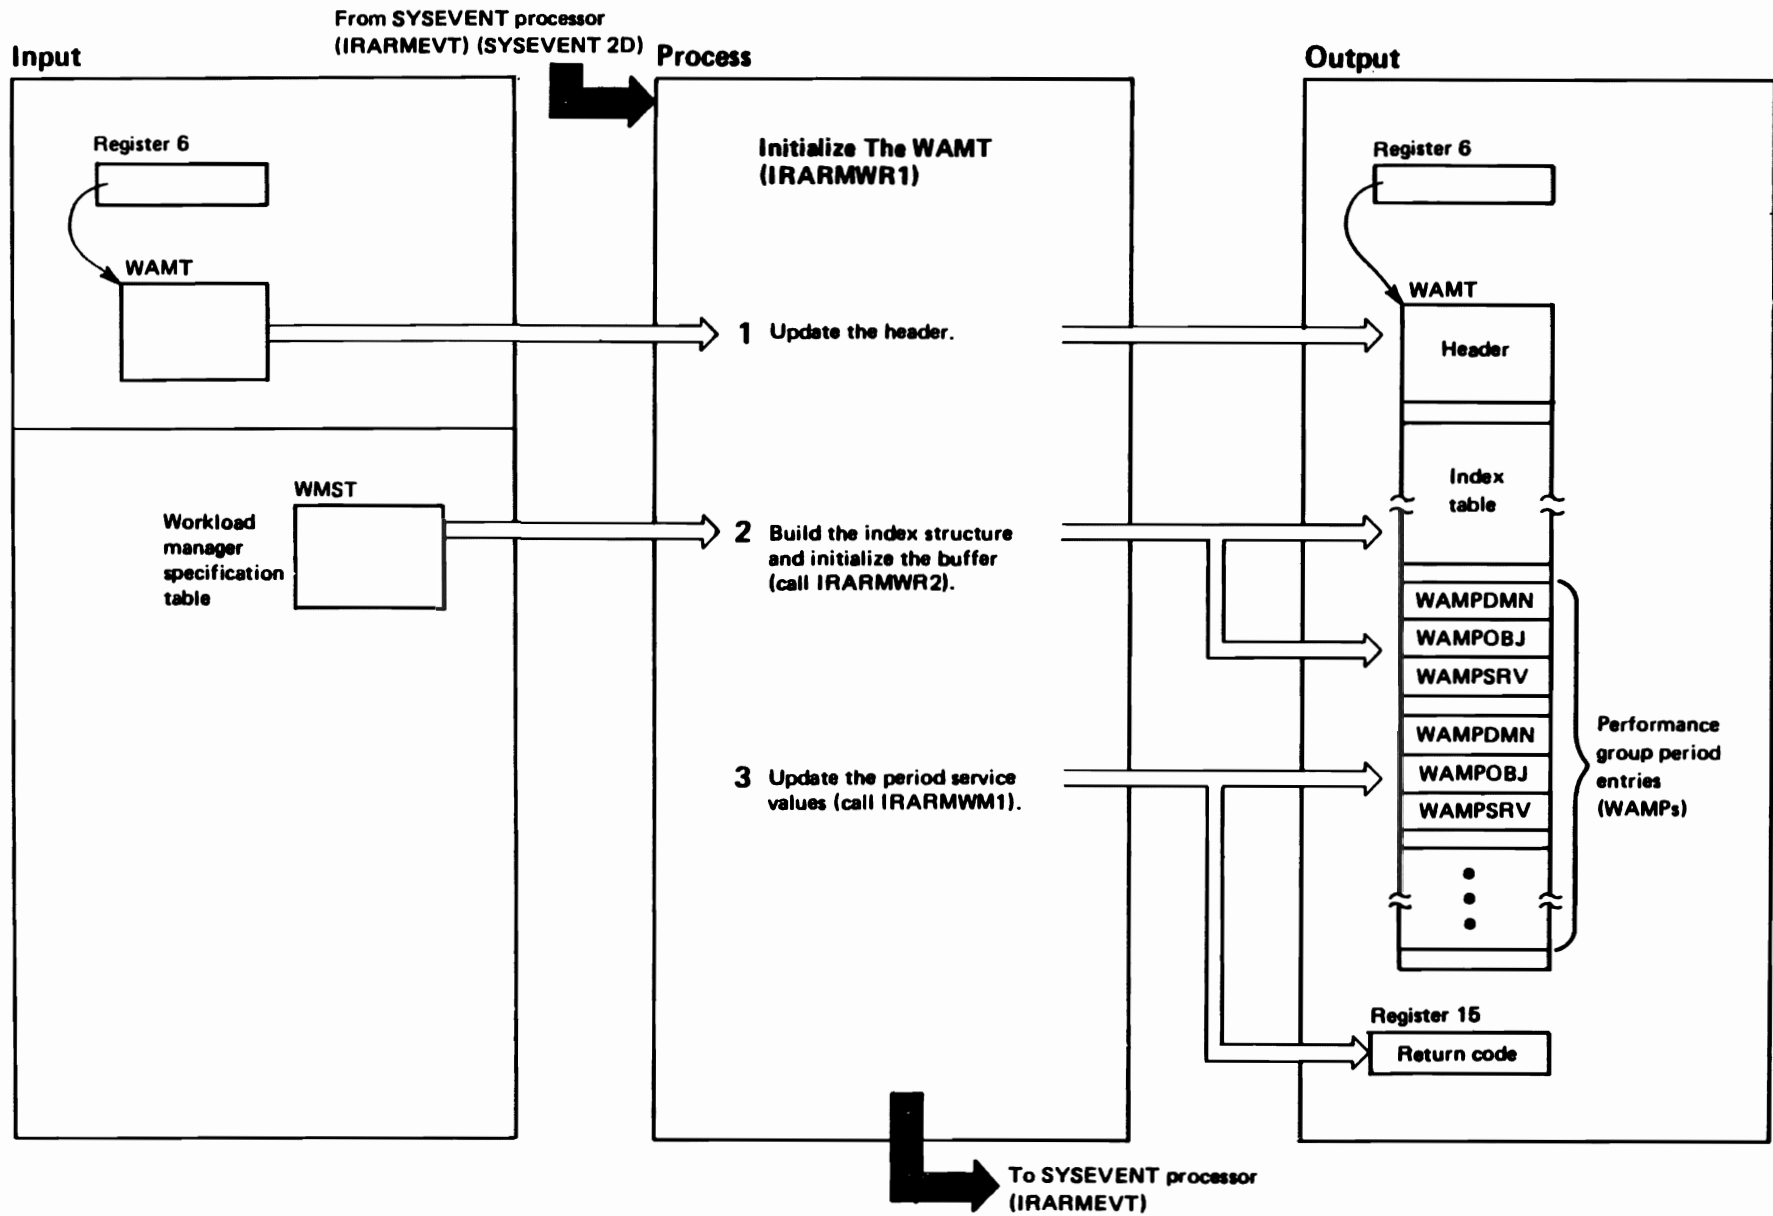 From SYSEVENT processor
(IRARMEVT) (SYSEVENT 2D)
Input
Process
Output
Register 6
WAMT
WMST
Workload
manager
specification
table
Initialize The WAMT
(IRARMWR1)
1 Update the header.
2 Build the index structure
and initialize the buffer
(call IRARMWR2).
3 Update the period service
values (call IRARMWM1).
Register 6
WAMT
Header
Index
table
WAMPDMN
WAMPOBJ
WAMPSRV
WAMPDMN
WAMPOBJ
WAMPSRV
Performance
group period
entries
(WAMPs)
Register 15
Return code
To SYSEVENT processor
(IRARMEVT)